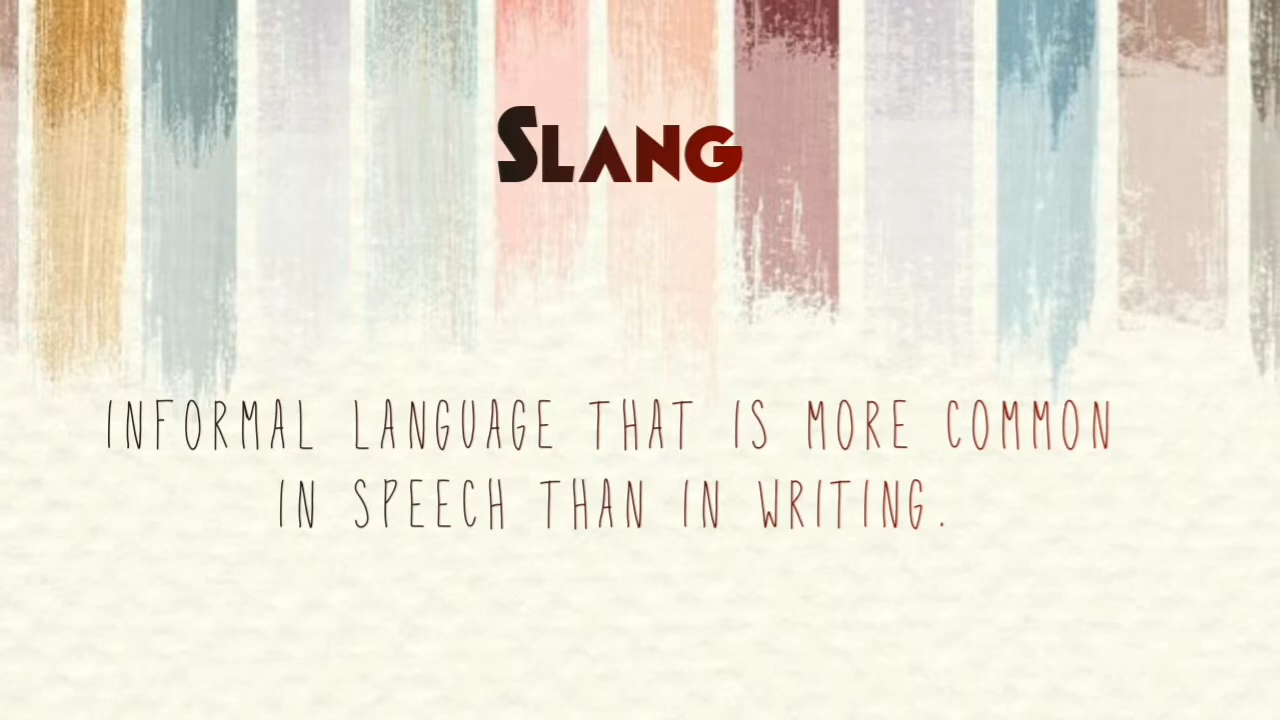 Slang
INFORMAL LANGUAGE THAT IS MORE COMMON
IN SPEECH THAN IN WRITING.